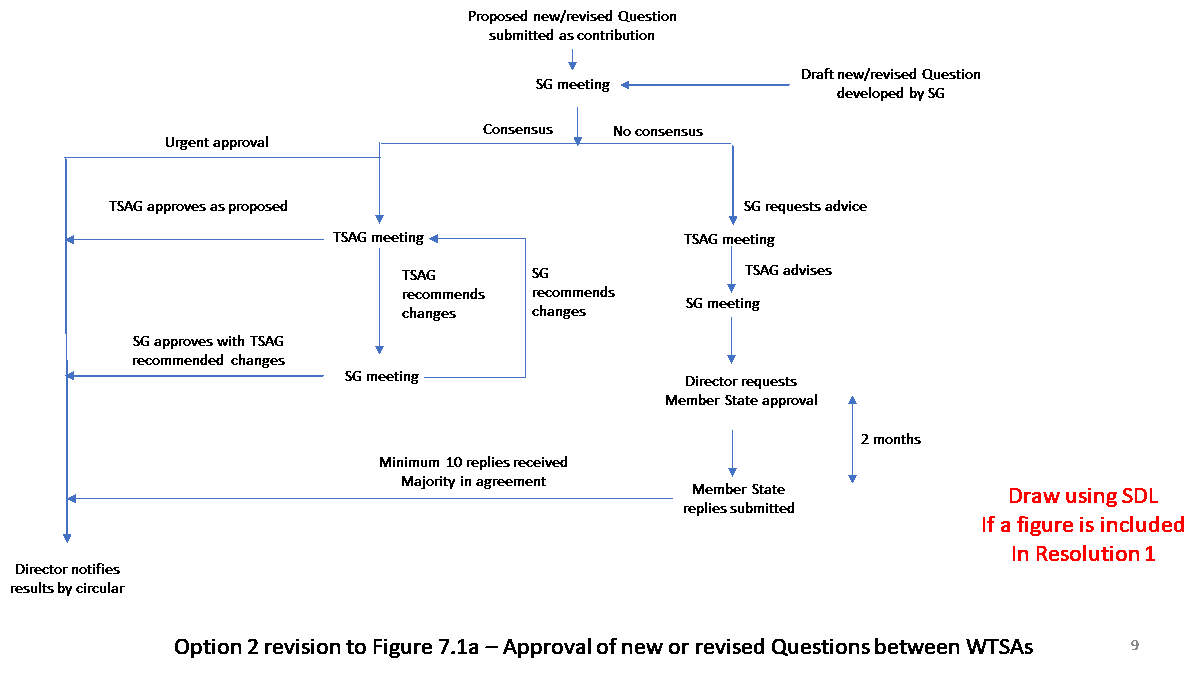 Proposed new/revised Question
submitted as contribution
SG meeting
Draft new/revised Question
developed by SG
Consensus
No consensus
Urgent approval
TSAG approves as proposed
SG requests advice
TSAG meeting
TSAG meeting
TSAG advises
TSAG
recommends
changes
SG
recommends
changes
SG meeting
SG approves with TSAG
recommended changes
SG meeting
Director requests
Member State approval
2 months
Minimum 10 replies received
Majority in agreement
Member State
replies submitted
Draw using SDL
If a figure is included
In Resolution 1
Director notifies
results by circular
Option 2 revision to Figure 7.1a – Approval of new or revised Questions between WTSAs
9